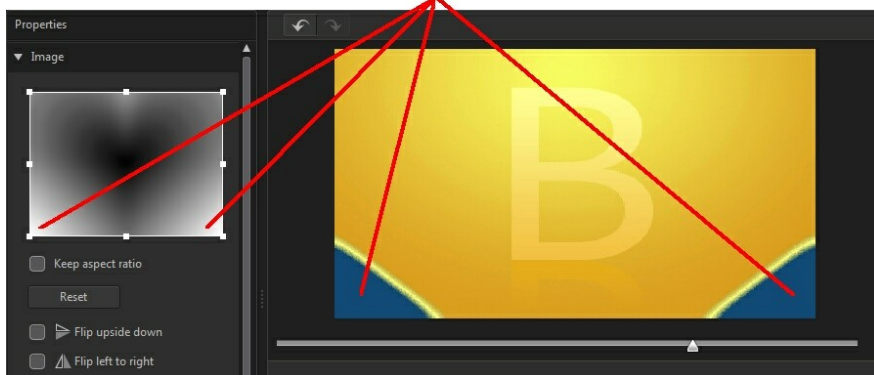 Properties
Image
B
Keep aspect ratio
Reset
Flip upside down
Flip left to right